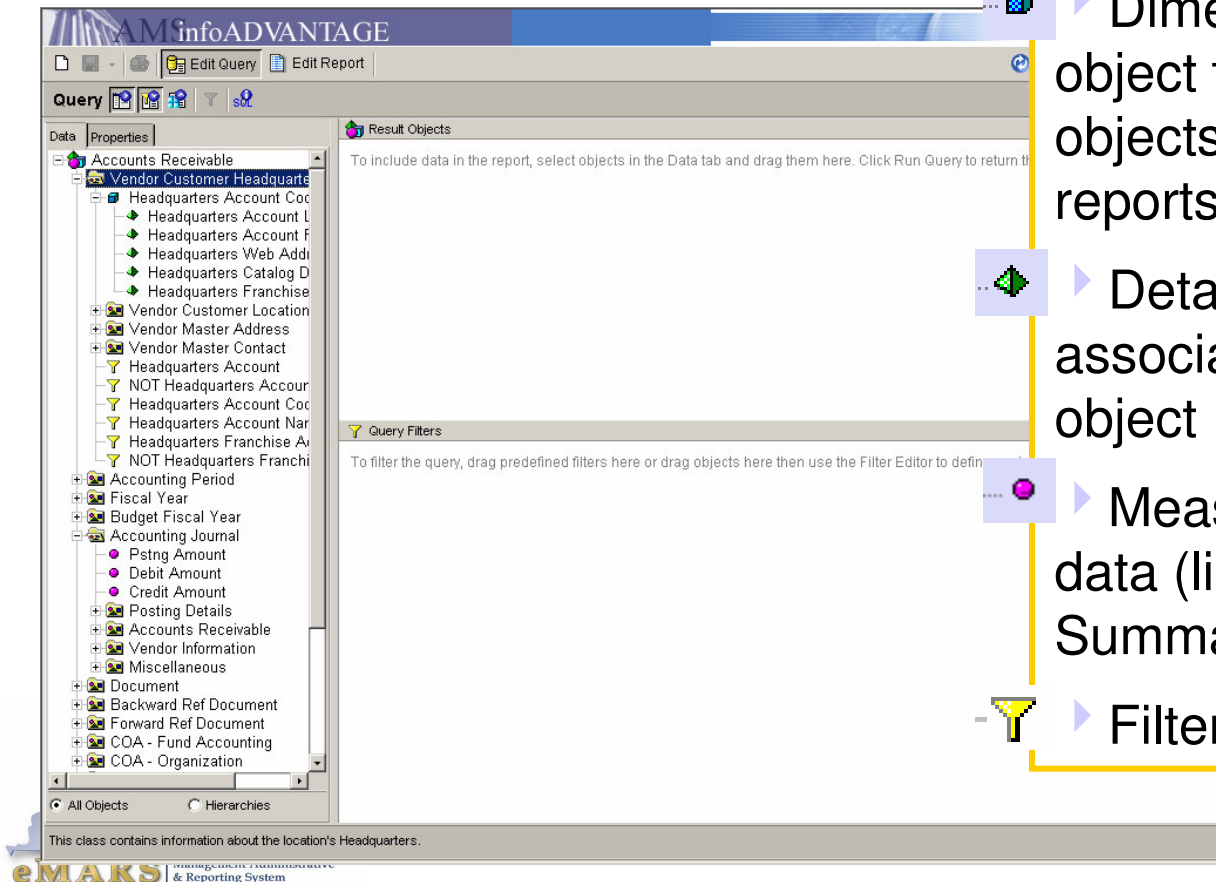 AMS infoADVANTAGE
Edit Query Edit Report
Query SQL
Data Properties
Accounts Receivable
Vendor Customer Headquarte
Headquarters Account Coc
Headquarters Account L
Headquarters Account F
Headquarters Web Addr
Headquarters Catalog D
Headquarters Franchise
Vendor Customer Location
Vendor Master Address
Vendor Master Contact
Headquarters Account
NOT Headquarters Accour
Headquarters Account Coc
Headquarters Account Nar
Headquarters Franchise A
NOT Headquarters Franchi
Accounting Period
Fiscal Year
Budget Fiscal Year
Accounting Journal
Pstng Amount
Debit Amount
Credit Amount
Posting Details
Accounts Receivable
Vendor Information
Miscellaneous
Document
Backward Ref Document
Forward Ref Document
COA - Fund Accounting
COA - Organization
All Objects Hierarchies
This class contains information about the location's Headquarters.
Result Objects
To include data in the report, select objects in the Data tab and drag them here. Click Run Query to return th
Query Filters
To filter the query, drag predefined filters here or drag objects here then use the Filter Editor to defin
Dime
object
objects
reports
Deta
associa
object
Meas
data (li
Summa
Filter
eMARS
Management Administrative
& Reporting System